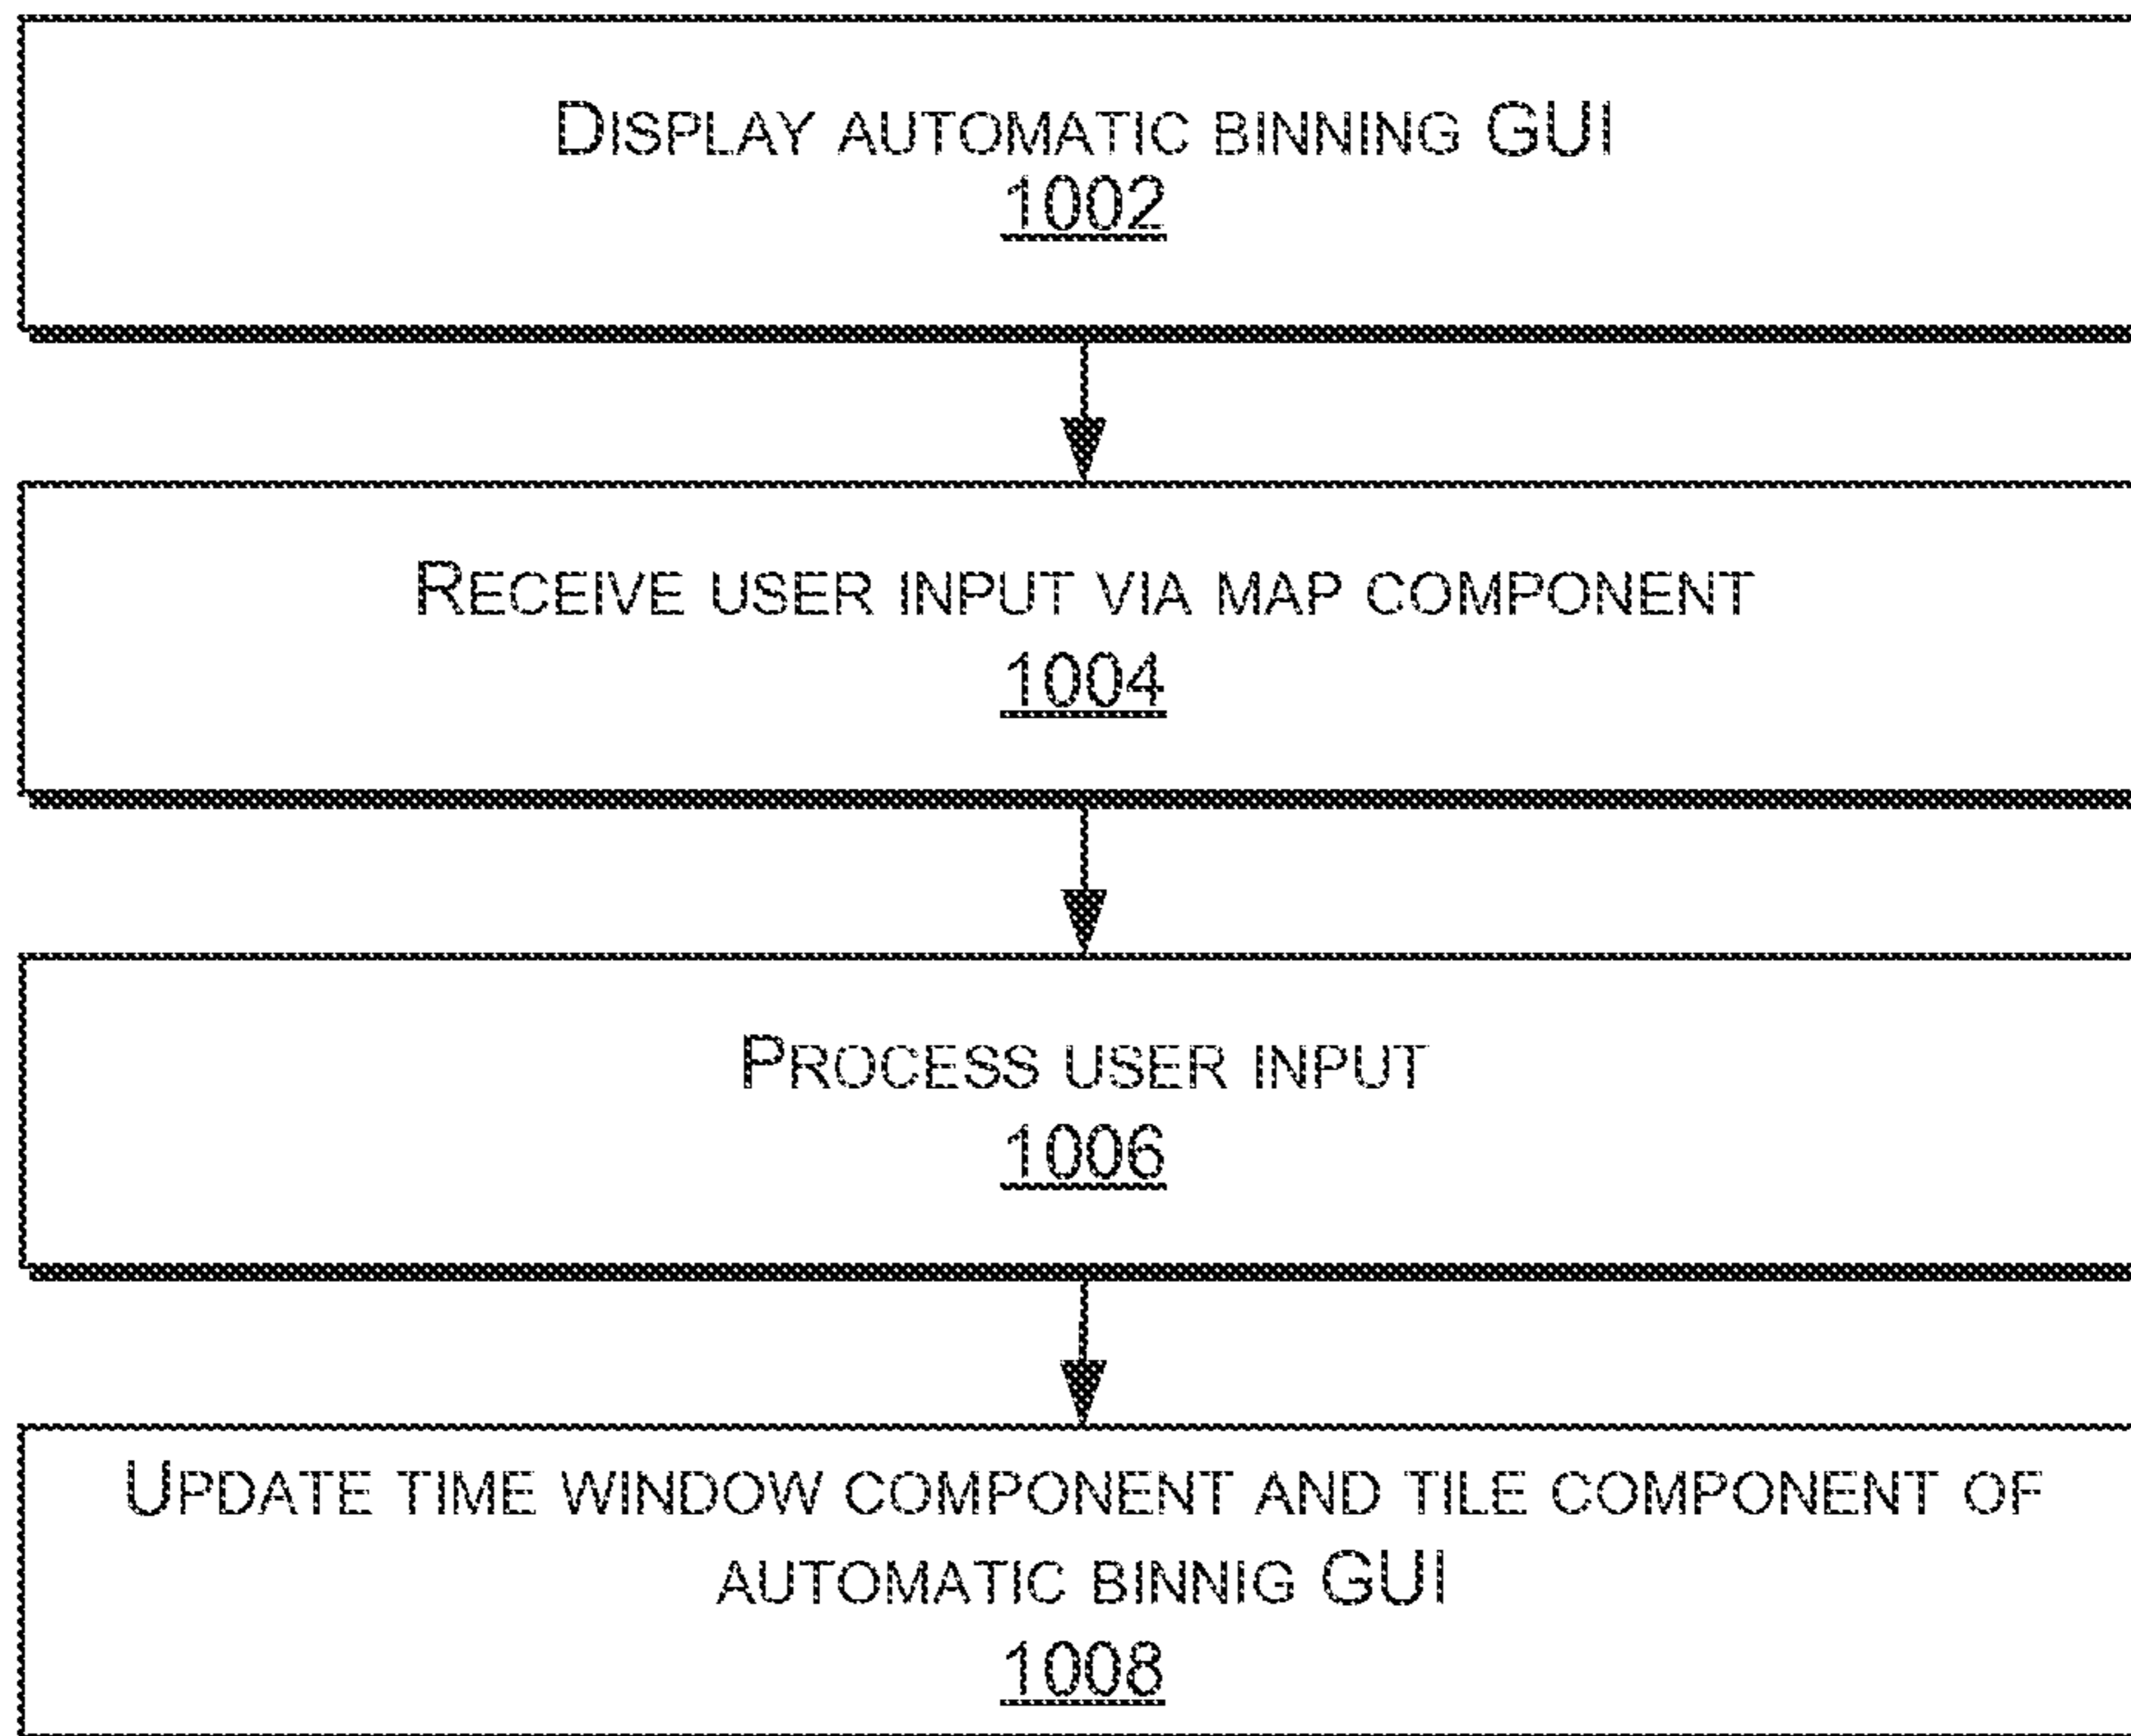 DISPLAY AUTOMATIC BINNING GUI
1002
RECEIVE USER INPUT VIA MAP COMPONENT
1004
PROCESS USER INPUT
1006
UPDATE TIME WINDOW COMPONENT AND TILE COMPONENT OF
AUTOMATIC BINNIG GUI
1008